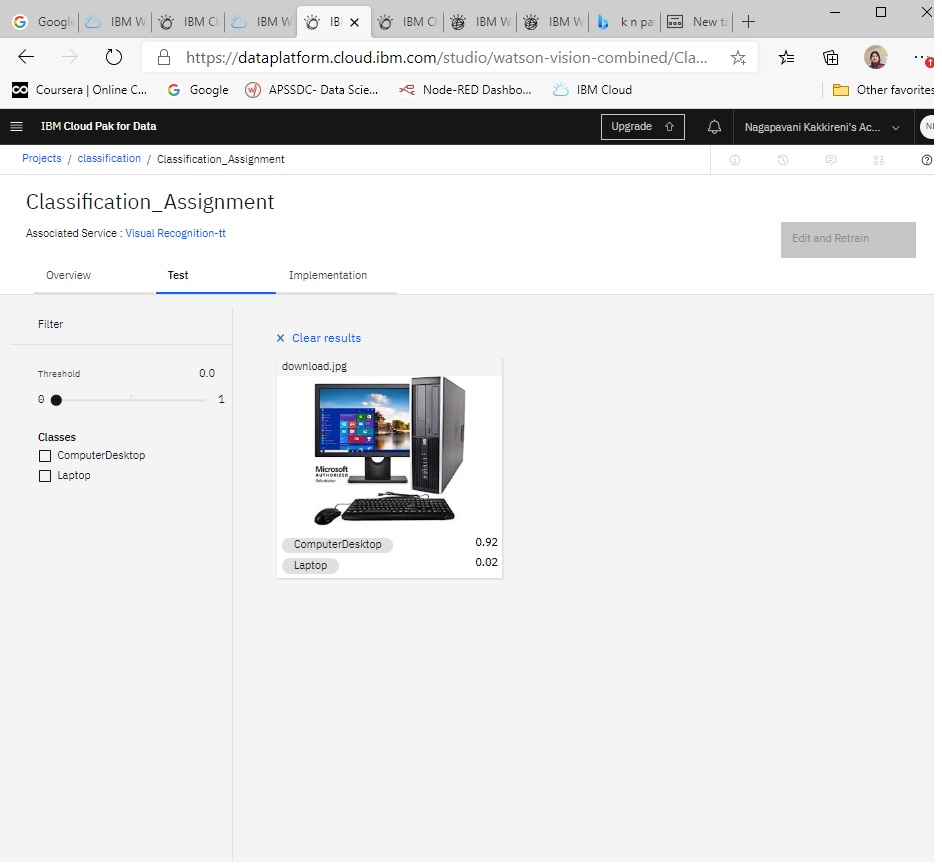 Googl
IBM W
IBM Cl
IBM W
IBI
IBM Cl
IBM W
IBM W
k n pa
New ta
https://dataplatform.cloud.ibm.com/studio/watson-vision-combined/Cla...
Coursera | Online C...
Google
APSSDC- Data Scie...
Node-RED Dashbo...
IBM Cloud
Other favorites
IBM Cloud Pak for Data
Upgrade
Nagapavani Kakkireni's Ac...
Projects / classification / Classification_Assignment
Classification_Assignment
Associated Service : Visual Recognition-tt
Edit and Retrain
Overview
Test
Implementation
Filter
Clear results
download.jpg
Threshold 0.0
0 1
Classes
ComputerDesktop
Laptop
Microsoft
AUTHORIZED
Refurbisher
ComputerDesktop 0.92
Laptop 0.02